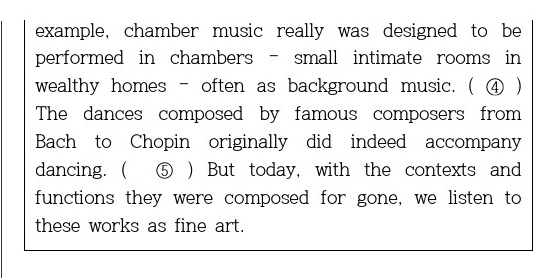 example, chamber music really was designed to be
performed in chambers - small intimate rooms in
wealthy homes - often as background music. ( ④ )
The dances composed by famous composers from
Bach to Chopin originally did indeed accompany
dancing. ( ⑤ ) But today, with the contexts and
functions they were composed for gone, we listen to
these works as fine art.